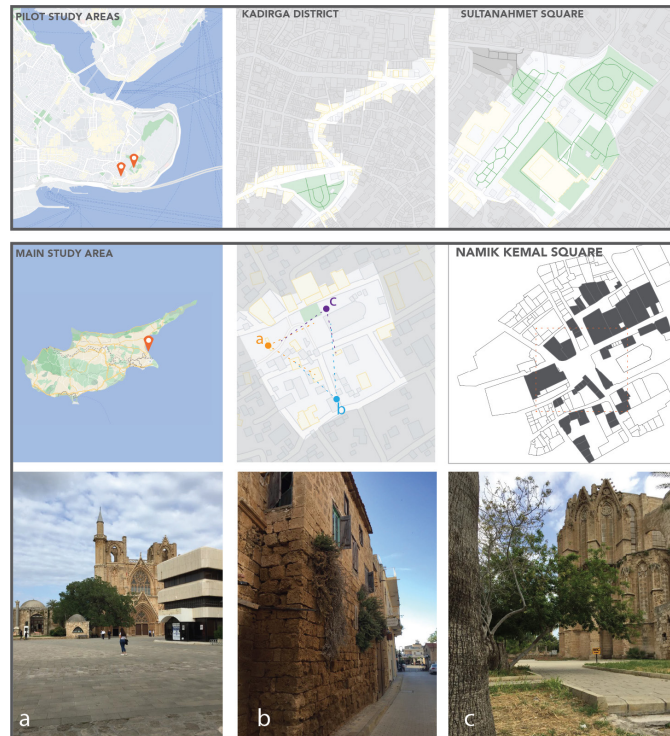 PILOT STUDY AREAS
KADIRGA DISTRICT
SULTANAHMET SQUARE
MAIN STUDY AREA
NAMIK KEMAL SQUARE
c
a
b
a
b
c